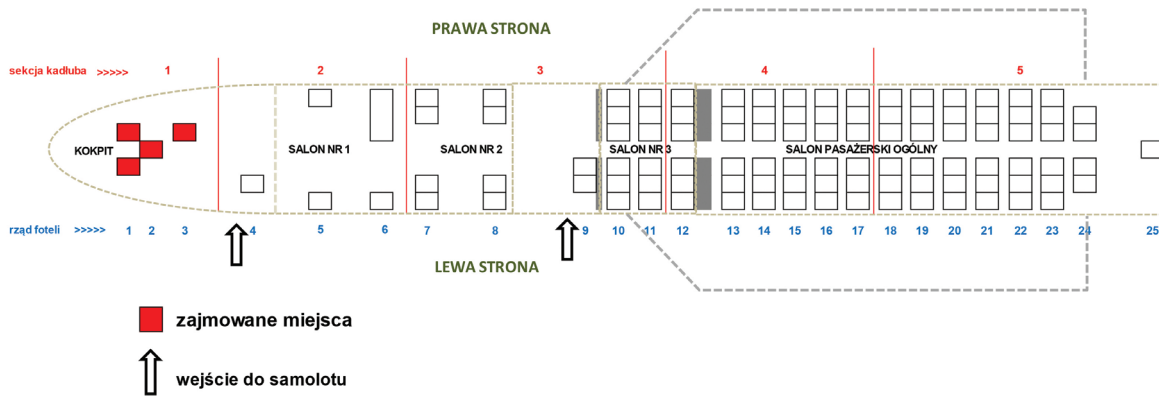 PRAWA STRONA
sekcja kadłuba >>>>> 1 2 3 4 5
KOKPIT SALON NR 1 SALON NR 2 SALON NR 3 SALON PASAŻERSKI OGÓLNY
rząd foteli >>>>> 1 2 3 4 5 6 7 8 9 10 11 12 13 14 15 16 17 18 19 20 21 22 23 24 25
LEWA STRONA
zajmowane miejsca
wejście do samolotu